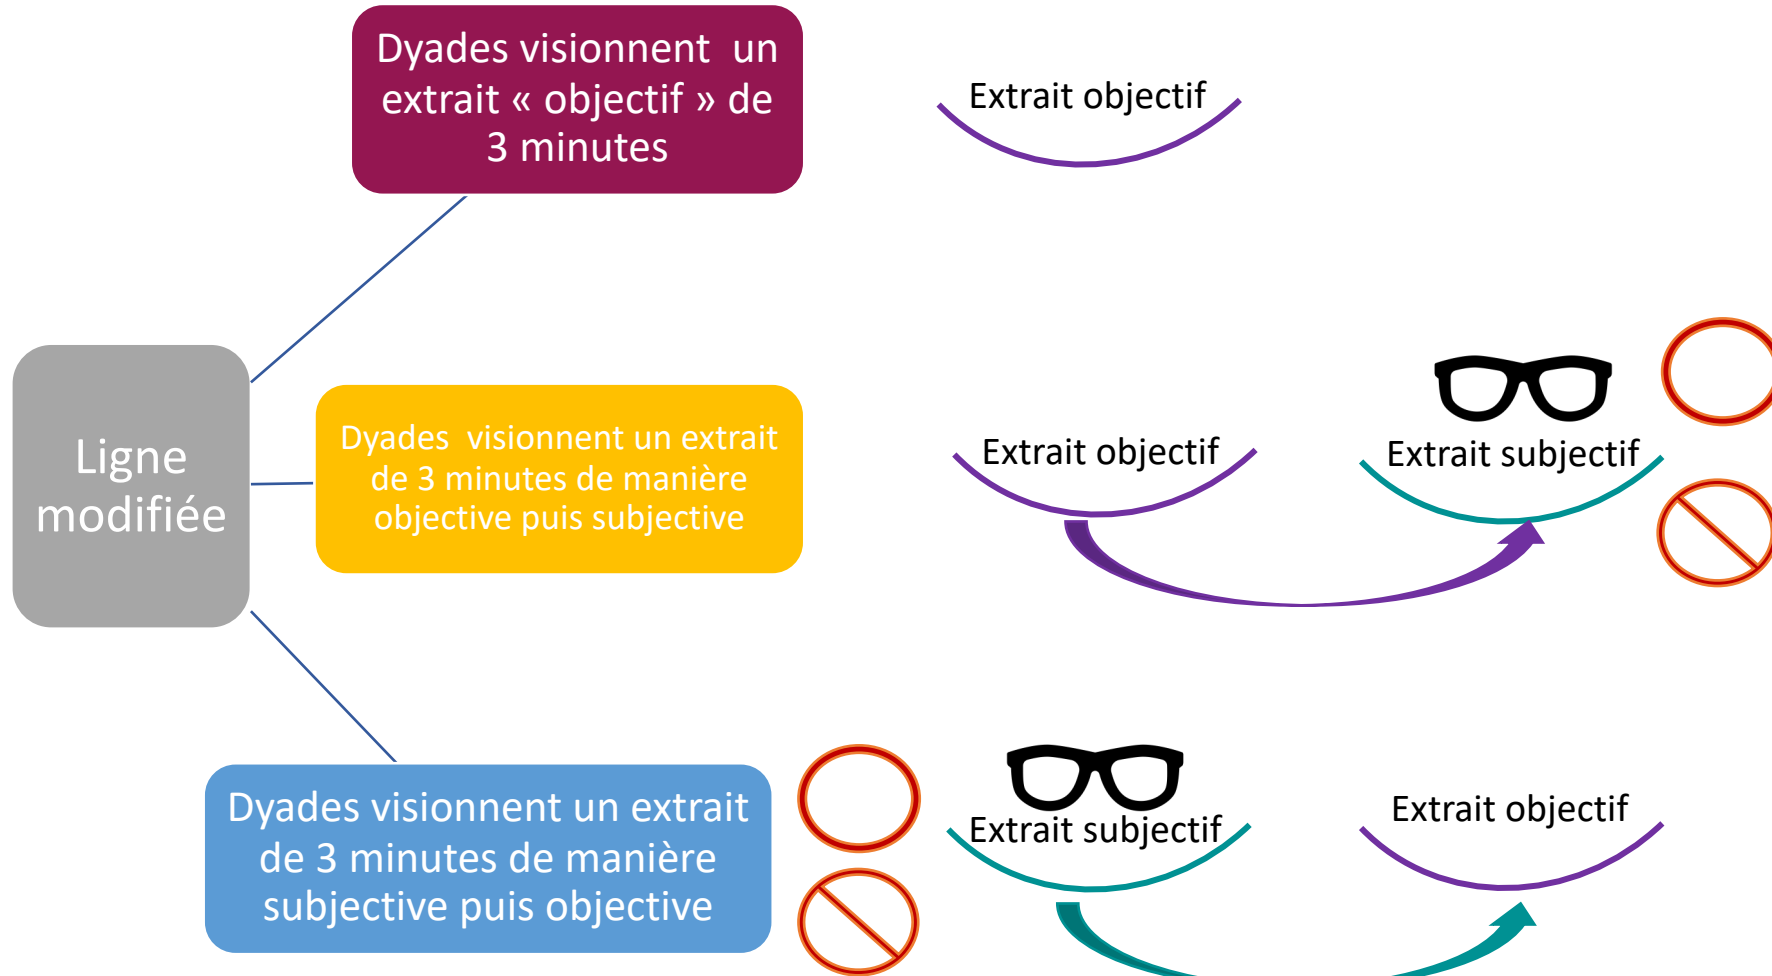 Dyades visionnent un
extrait « objectif » de
3 minutes
Extrait objectif
Ligne
modifiée
Dyades visionnent un extrait
de 3 minutes de manière
objective puis subjective
Extrait objectif
Extrait subjectif
Dyades visionnent un extrait
de 3 minutes de manière
subjective puis objective
Extrait subjectif
Extrait objectif